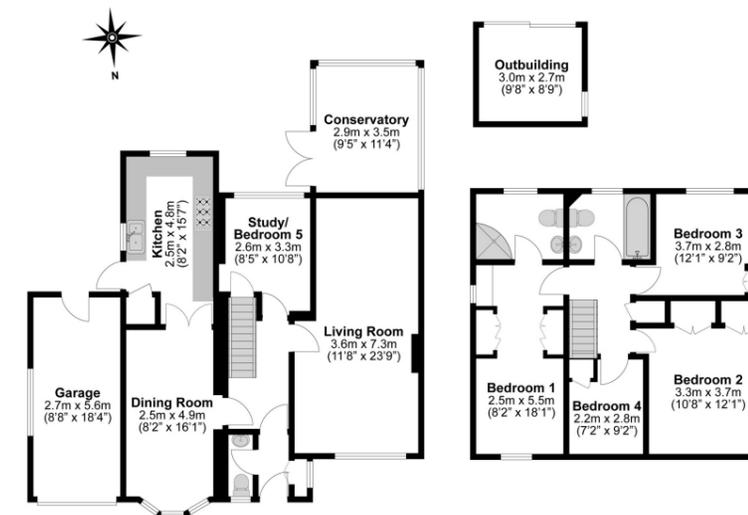 N
Outbuilding
3.0m x 2.7m
(9'8" x 8'9")
Conservatory
2.9m x 3.5m
(9'5" x 11'4")
Kitchen
2.5m x 4.8m
(8'2" x 15'7")
Study/
Bedroom 5
2.6m x 3.3m
(8'5" x 10'8")
Living Room
3.6m x 7.3m
(11'8" x 23'9")
Garage
2.7m x 5.6m
(8'8" x 18'4")
Dining Room
2.5m x 4.9m
(8'2" x 16'1")
Bedroom 3
3.7m x 2.8m
(12'1" x 9'2")
Bedroom 1
2.5m x 5.5m
(8'2" x 18'1")
Bedroom 4
2.2m x 2.8m
(7'2" x 9'2")
Bedroom 2
3.3m x 3.7m
(10'8" x 12'1")